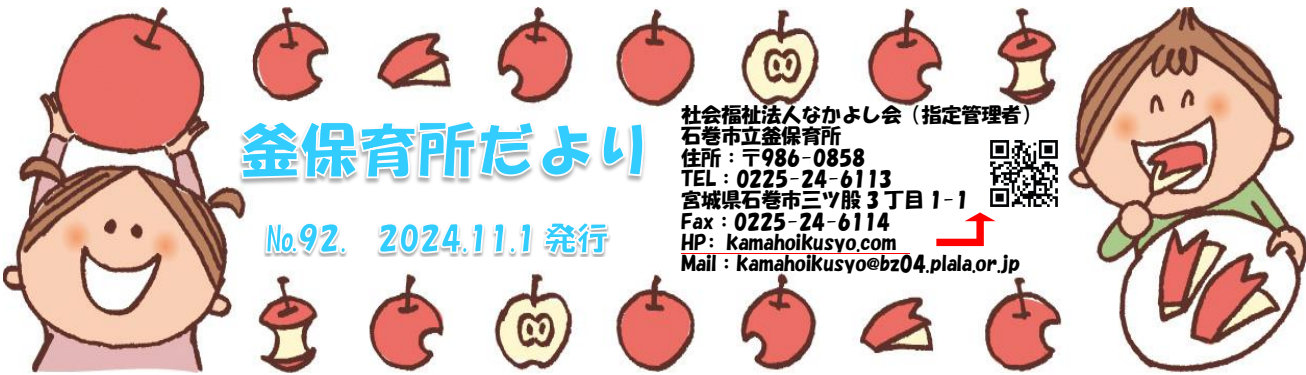 釜保育所だより
No.92. 2024.11.1発行
社会福祉法人なかよし会（指定管理者）
石巻市立釜保育所
住所：〒986-0858
TEL：0225-24-6113
宮城県石巻市三ツ股3丁目1-1
Fax：0225-24-6114
HP: Kamahoikusyo.com
Mail：Kamahoikusyo@bz04.plala.or.jp